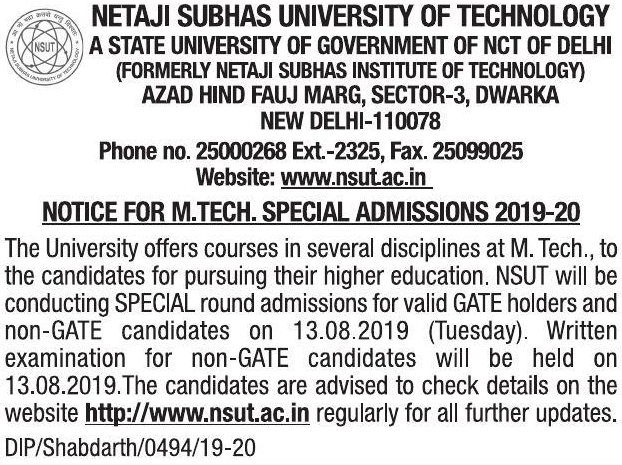 NETAJI SUBHAS UNIVERSITY OF TECHNOLOGY
A STATE UNIVERSITY OF GOVERNMENT OF NCT OF DELHI
(FORMERLY NETAJI SUBHAS INSTITUTE OF TECHNOLOGY)
AZAD HIND FAUJ MARG, SECTOR-3, DWARKA
NEW DELHI-110078
Phone no. 25000268 Ext.-2325, Fax. 25099025
Website: www.nsut.ac.in
NSUT
NETAJI SUBHAS UNIVERSITY OF TECHNOLOGY
NOTICE FOR M.TECH. SPECIAL ADMISSIONS 2019-20
The University offers courses in several disciplines at M. Tech., to
the candidates for pursuing their higher education. NSUT will be
conducting SPECIAL round admissions for valid GATE holders and
non-GATE candidates on 13.08.2019 (Tuesday). Written
examination for non-GATE candidates will be held on
13.08.2019.The candidates are advised to check details on the
website http://www.nsut.ac.in regularly for all further updates.
DIP/Shabdarth/0494/19-20